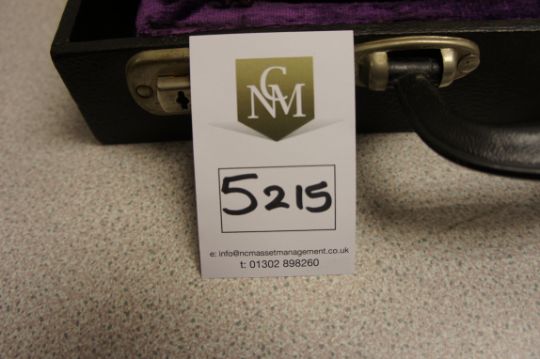 NCM
5215
e: info@ncmassetmanagement.co.uk
t: 01302 898260